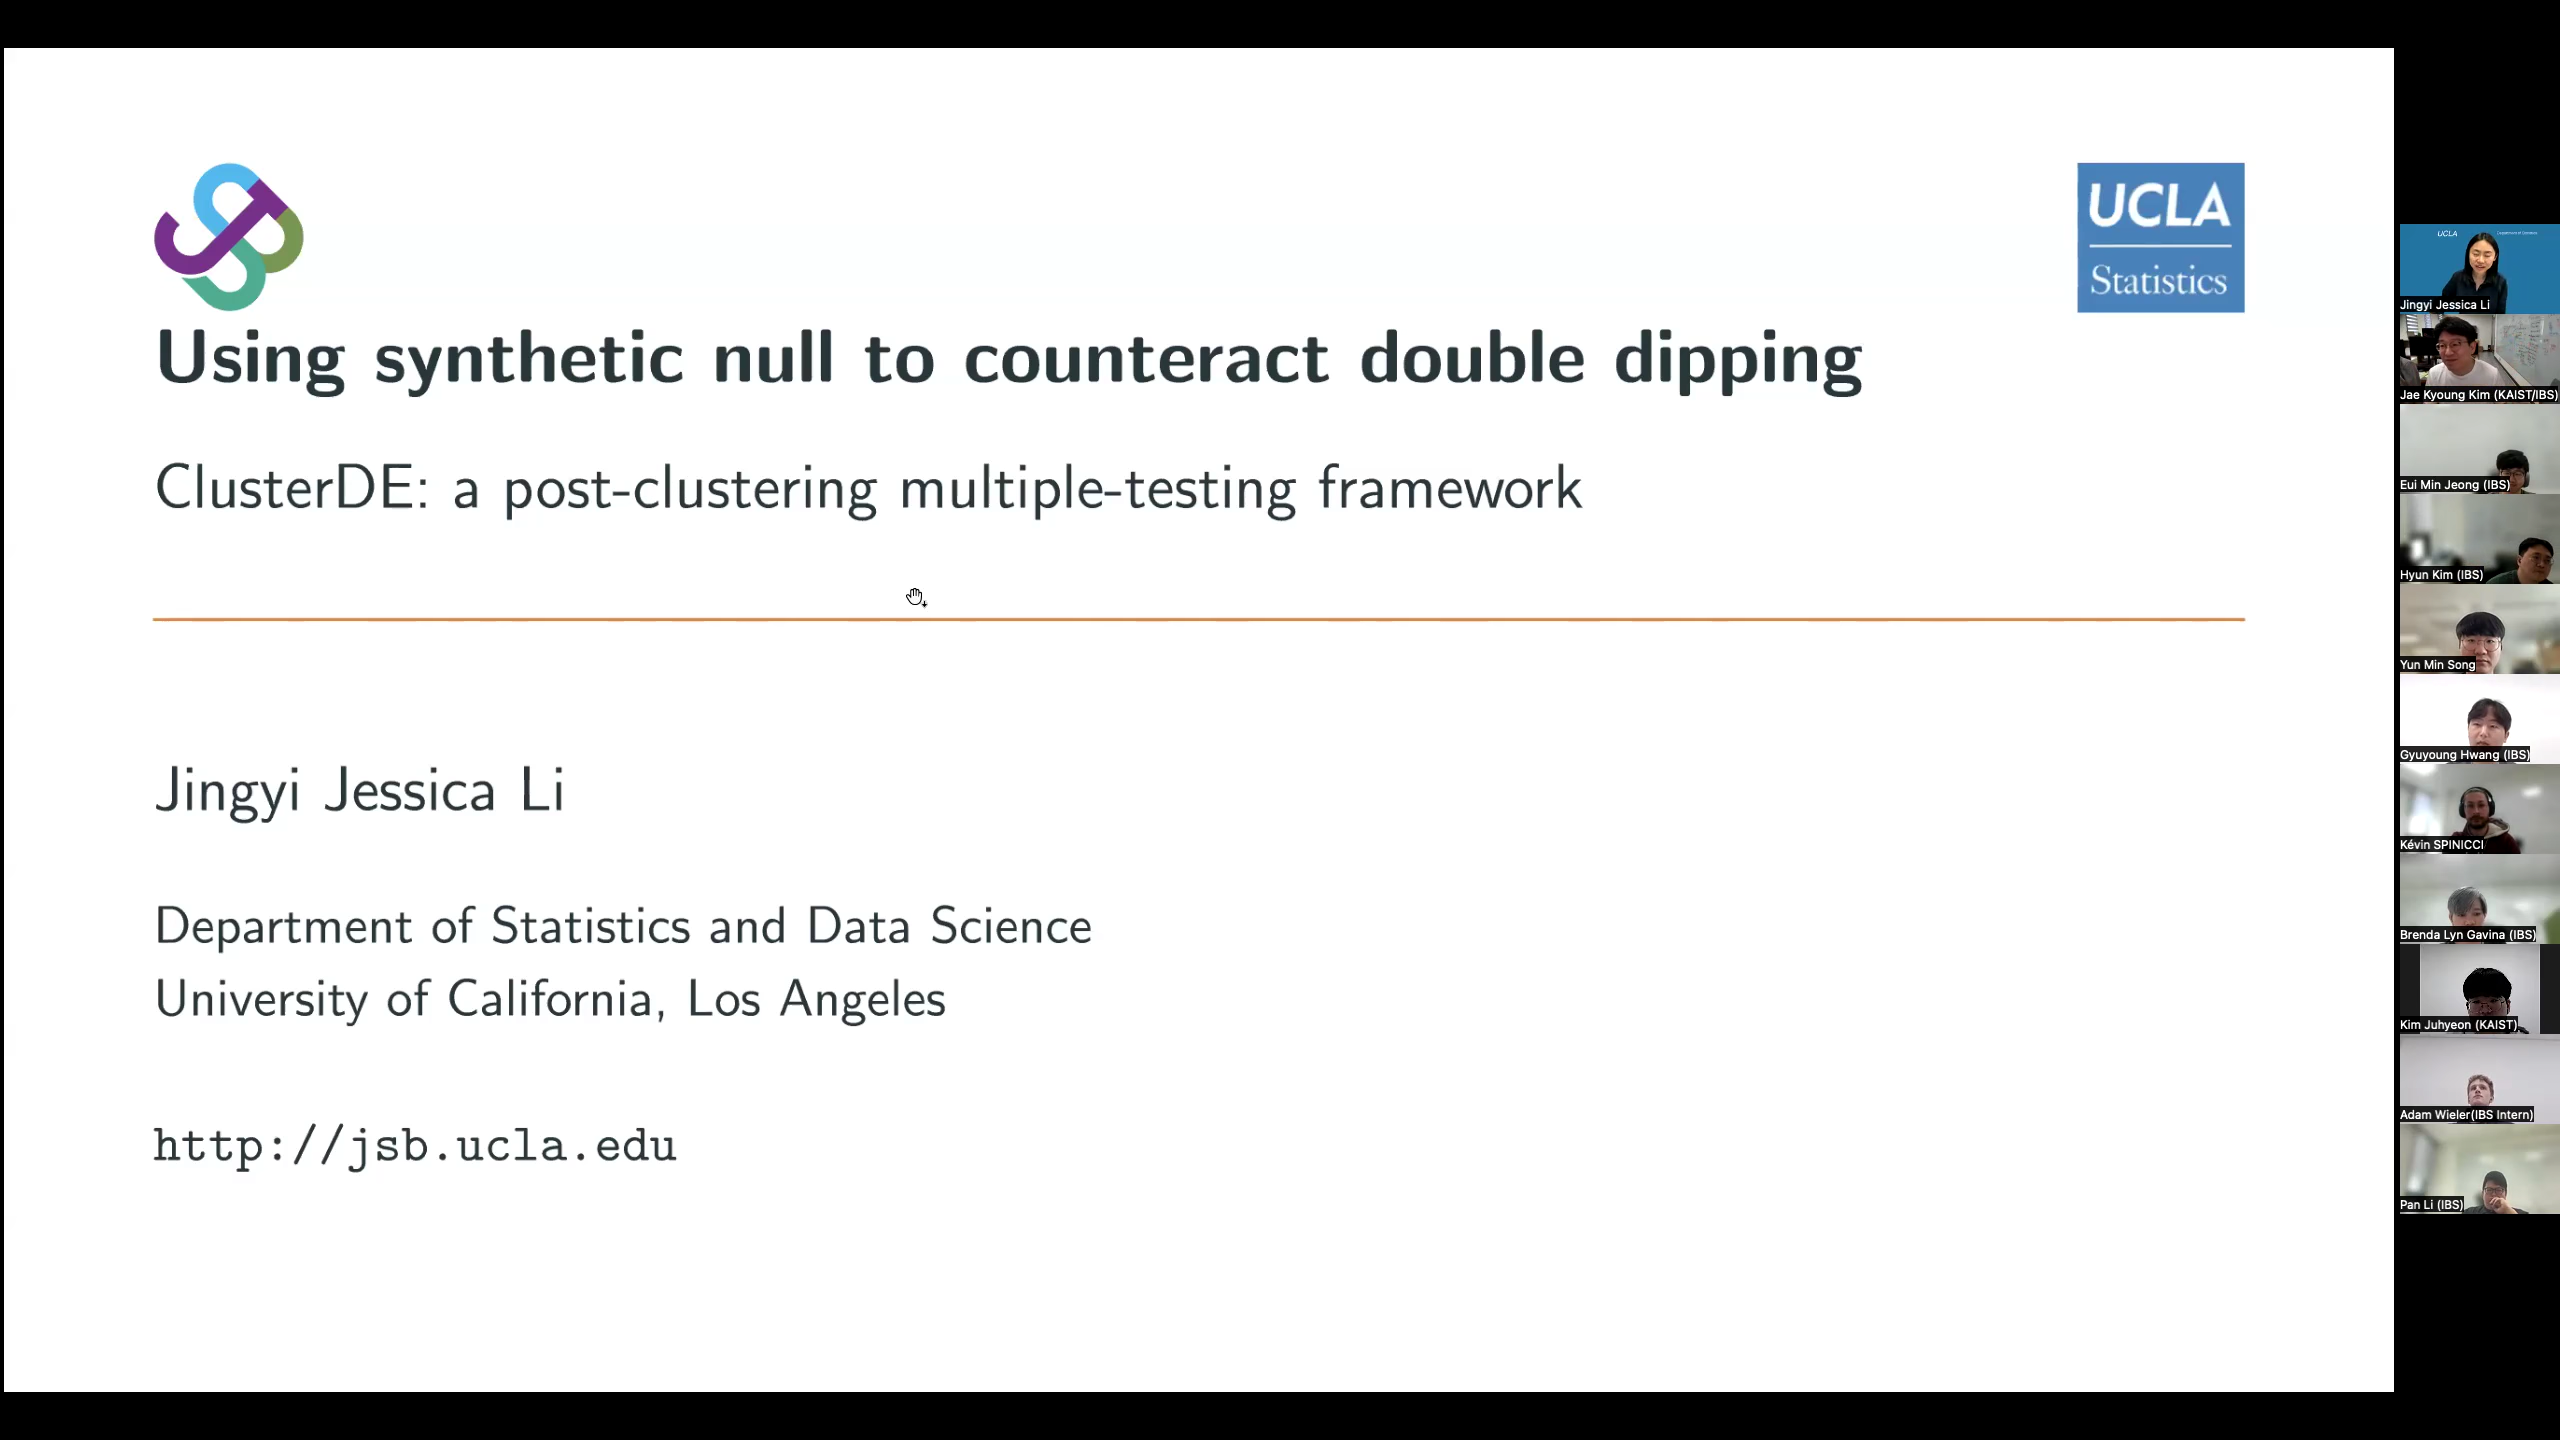 UCLA
Statistics
Using synthetic null to counteract double dipping
ClusterDE: a post-clustering multiple-testing framework
Jingyi Jessica Li
Department of Statistics and Data Science
University of California, Los Angeles
http://jsb.ucla.edu
UCLA
Jingyi Jessica Li
Jae Kyoung Kim (KAIST/IBS)
Eui Min Jeong (IBS)
Hyun Kim (IBS)
Yun Min Song
Gyuyoung Hwang (IBS)
Kévin SPINICCI
Brenda Lyn Gavina (IBS)
Kim Juhyeon (KAIST)
Adam Wieler(IBS Intern)
Pan Li (IBS)